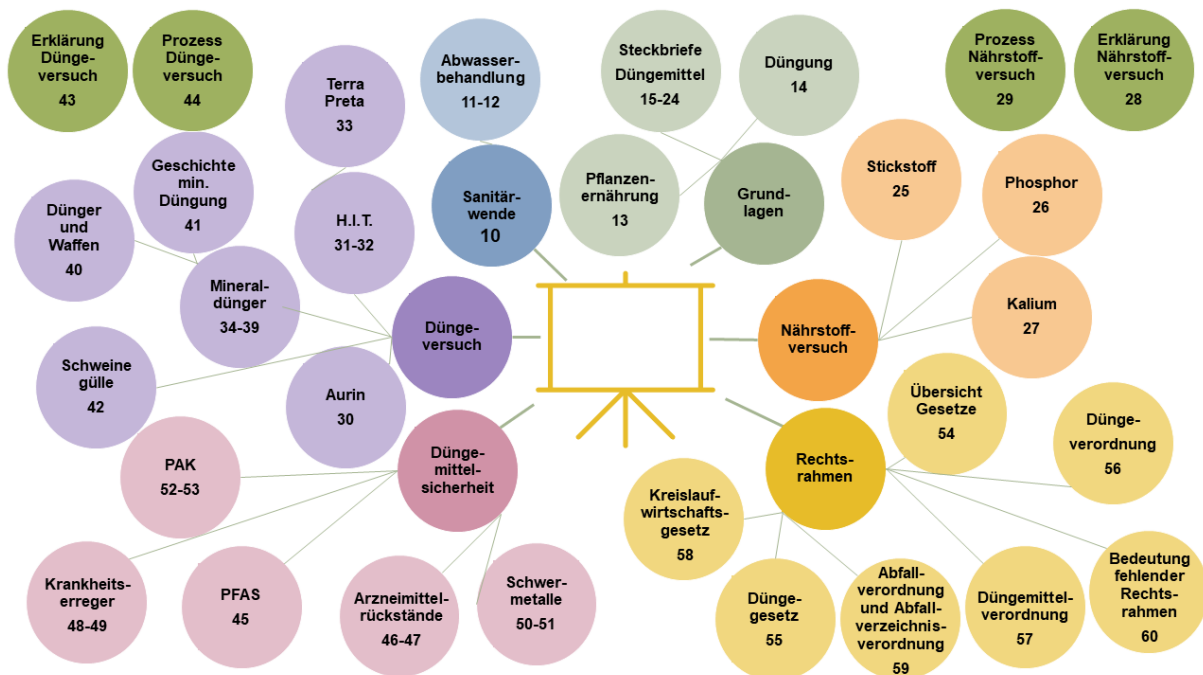 Erklärung
Dünge-
versuch
43
Prozess
Dünge-
versuch
44
Terra
Preta
33
Abwasser-
behandlung
11-12
Steckbriefe
Düngemittel
15-24
Düngung
14
Prozess
Nährstoff-
versuch
29
Erklärung
Nährstoff-
versuch
28
Geschichte
min.
Düngung
41
Dünger
und
Waffen
40
H.I.T.
31-32
Sanitär-
wende
10
Pflanzen-
ernährung
13
Grund-
lagen
Stickstoff
25
Phosphor
26
Mineral-
dünger
34-39
Dünge-
versuch
Nährstoff-
versuch
Kalium
27
Schweine
gülle
42
Aurin
30
Übersicht
Gesetze
54
Dünge-
verordnung
56
PAK
52-53
Dünge-
mittel-
sicherheit
Rechts-
rahmen
Kreislauf-
wirtschafts-
gesetz
58
Krankheits-
erreger
48-49
PFAS
45
Arzneimittel-
rückstände
46-47
Schwer-
metalle
50-51
Dünge-
gesetz
55
Abfall-
verordnung
und Abfall-
verzeichnis-
verordnung
59
Düngemittel-
verordnung
57
Bedeutung
fehlender
Rechts-
rahmen
60